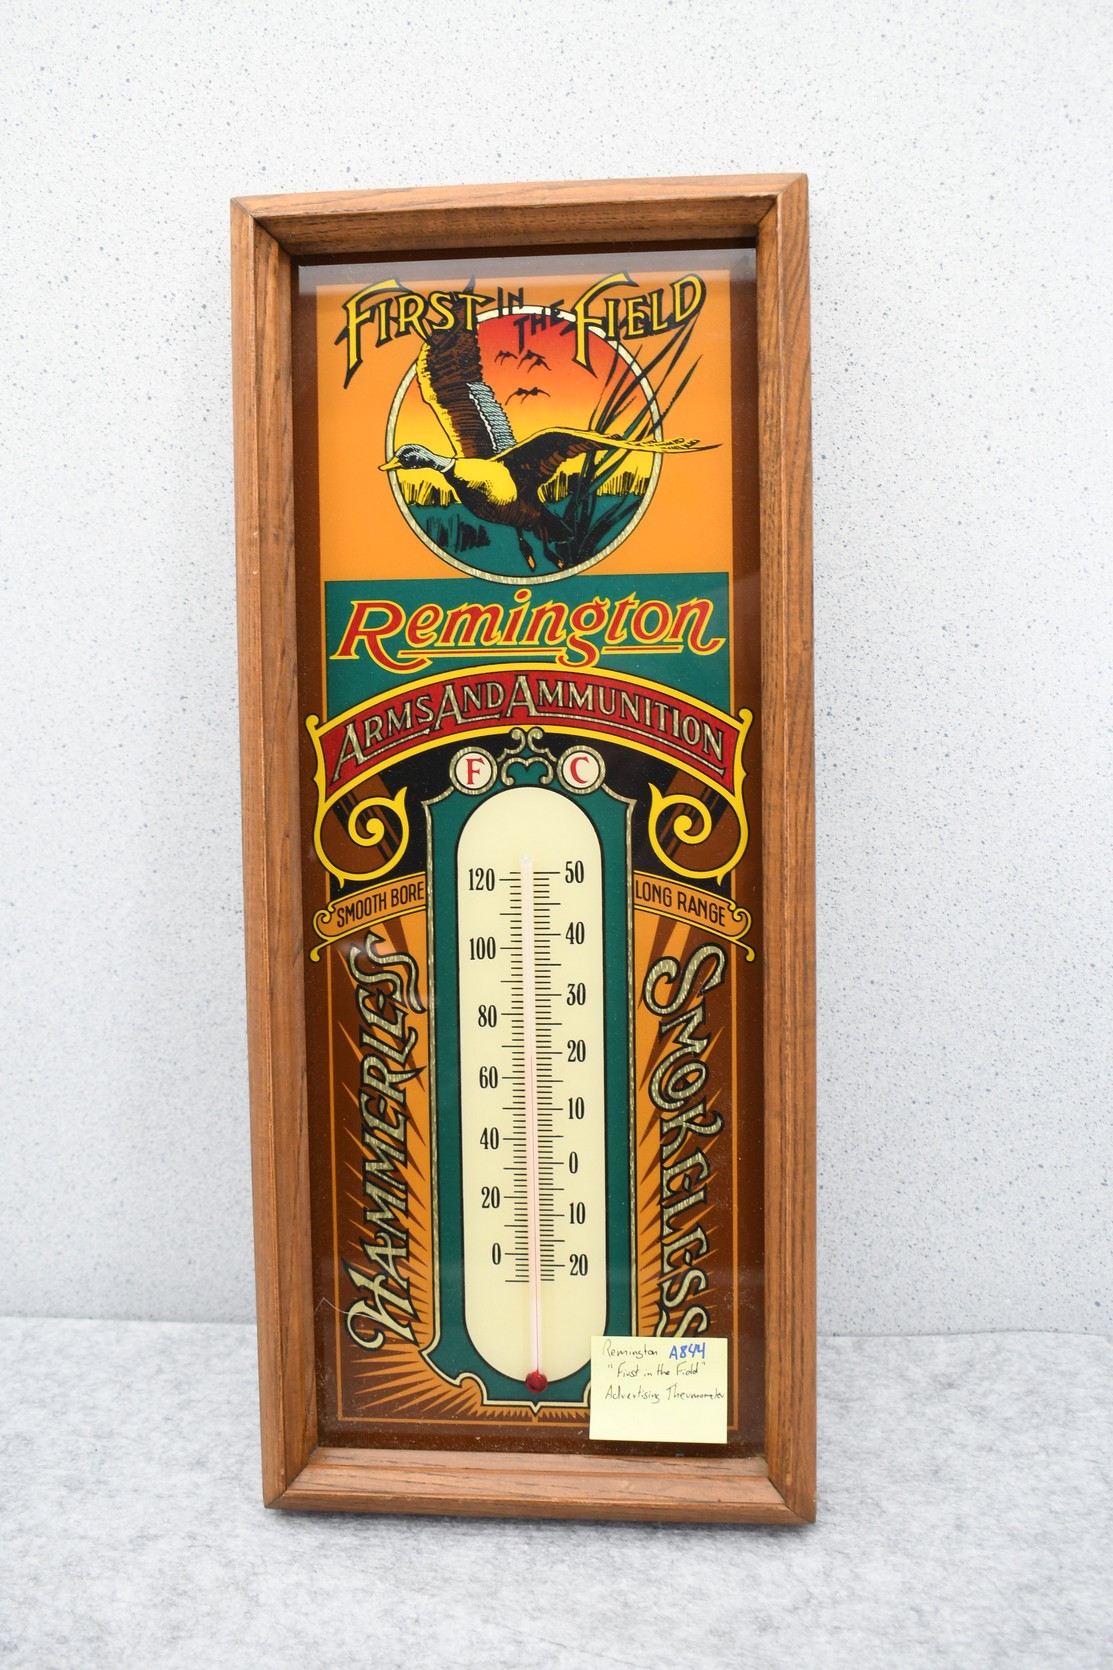 FIRST IN THE FIELD
Remington
ARMS AND AMMUNITION
F C
SMOOTH BORE
LONG RANGE
HAMMERLESS
SMOKELESS
120 50
100 40
80 30
60 20
40 10
20 0
0 10
20
Remington A844
"First in the Field"
Advertising Thermometer